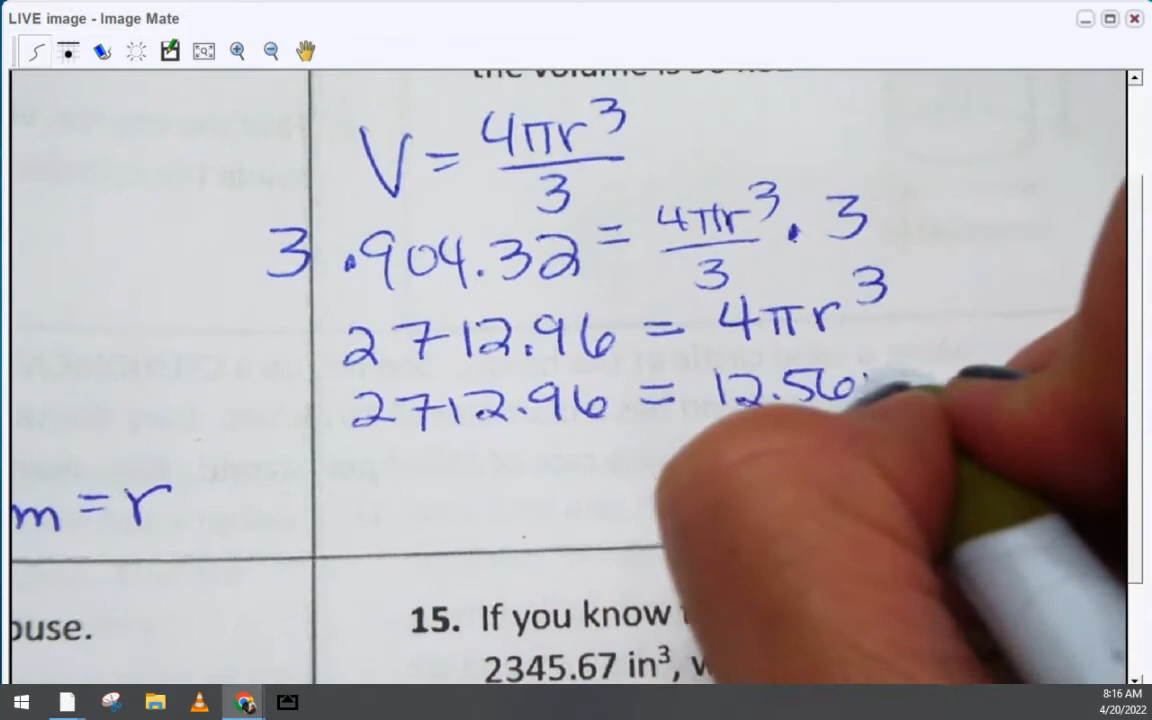 LIVE image - Image Mate
V = 4πr³/3
3 · 904.32 = 4πr³/3 · 3
2712.96 = 4πr³
2712.96 = 12.56
m = r
ouse.
15. If you know
2345.67 in³, w
8:16 AM
4/20/2022